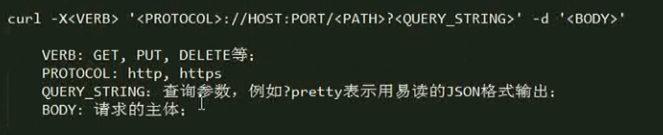 curl -X<VERB> '<PROTOCOL>://HOST:PORT/<PATH>?<QUERY_STRING>' -d '<BODY>'
VERB: GET, PUT, DELETE等;
PROTOCOL: http, https
QUERY_STRING: 查询参数，例如?pretty表示用易读的JSON格式输出;
BODY: 请求的主体;